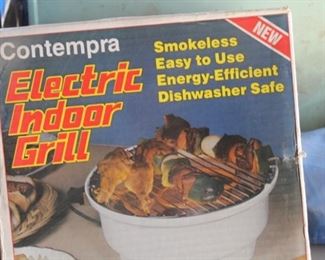 Contempra
Electric
Indoor
Grill
Smokeless
Easy to Use
Energy-Efficient
Dishwasher Safe
NEW